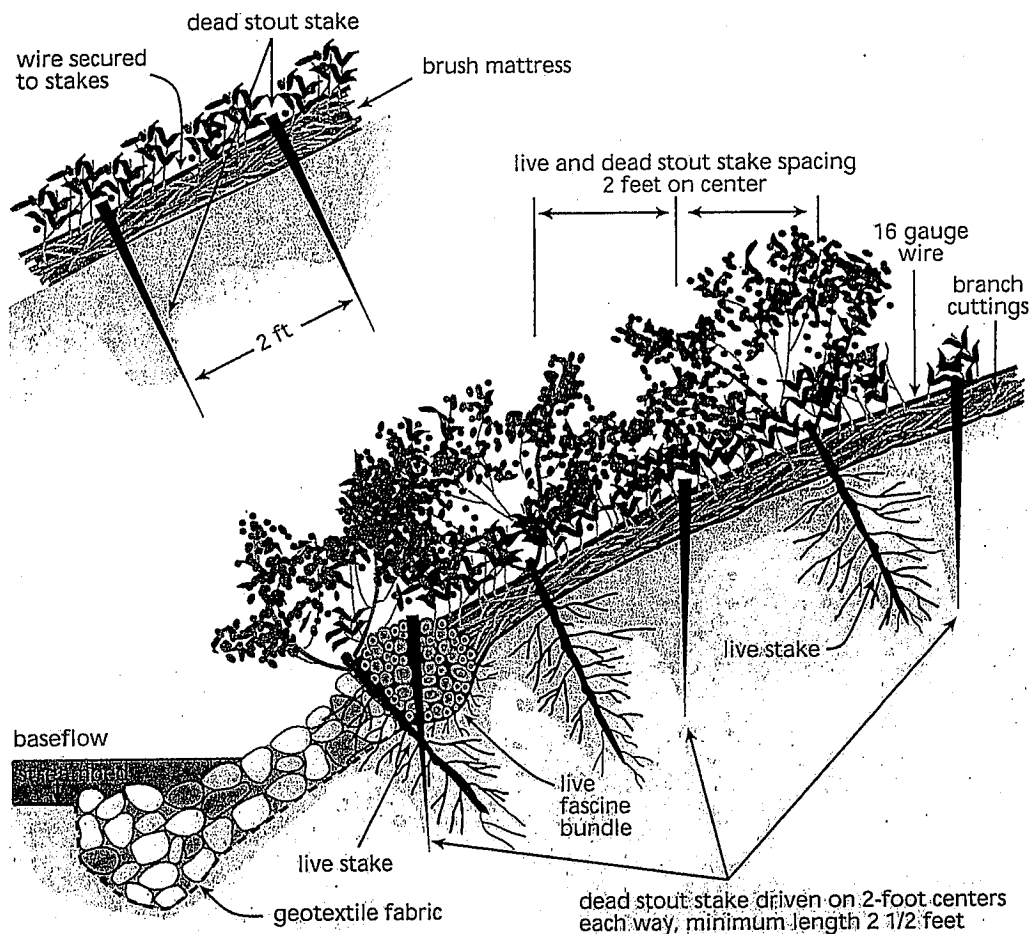 dead stout stake
wire secured
to stakes
brush mattress
live and dead stout stake spacing
2 feet on center
16 gauge
wire
branch
cuttings
2 ft
live stake
baseflow
streambed
live
fascine
bundle
live stake
geotextile fabric
dead stout stake driven on 2-foot centers
each way, minimum length 2 1/2 feet